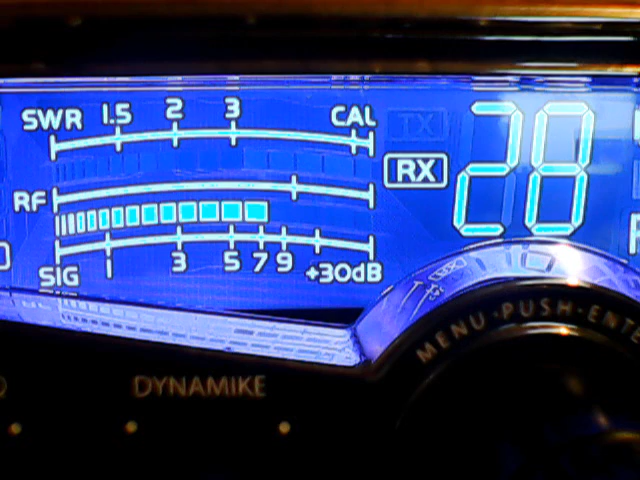 SWR 1.5 2 3 CAL
TX
RX
28
RF
SIG 1 3 5 7 9 +30dB
MENU·PUSH·ENTE
DYNAMIKE